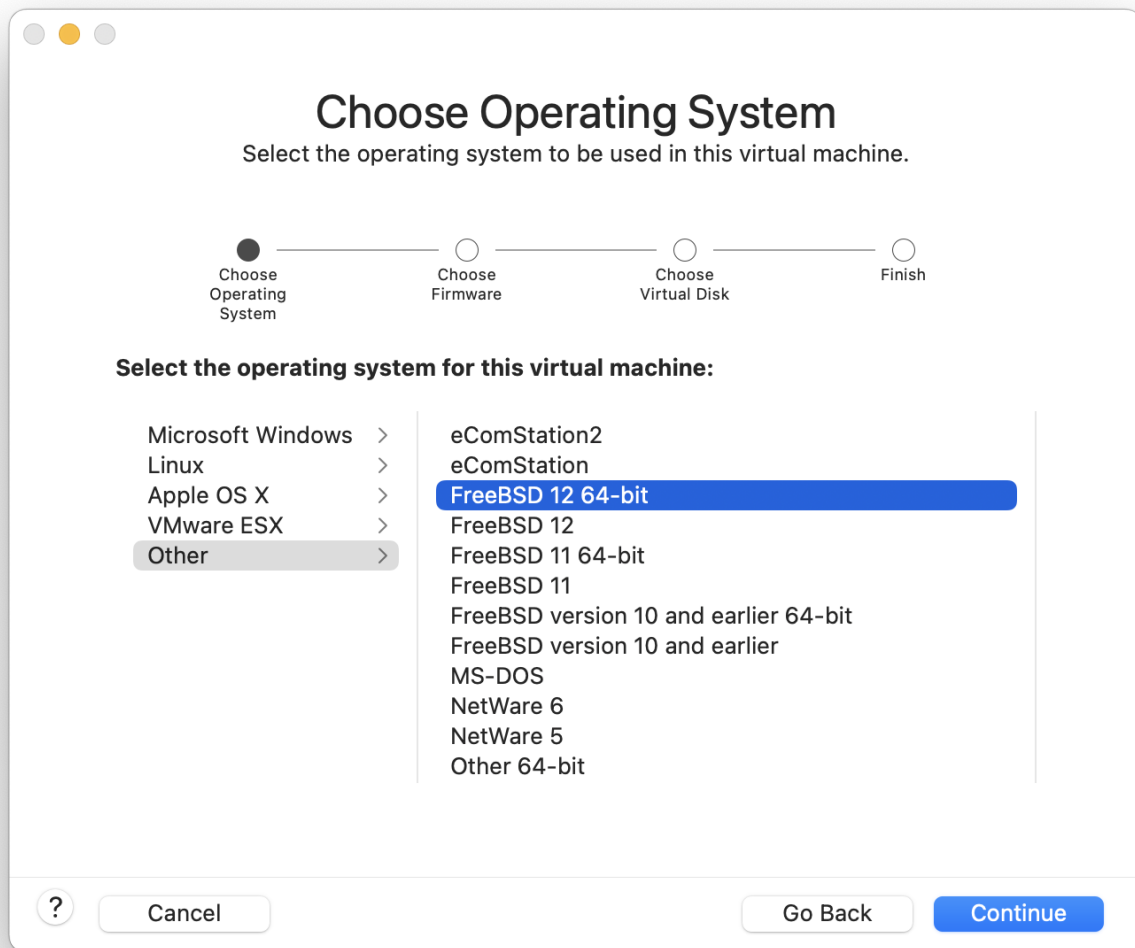 Choose Operating System
Select the operating system to be used in this virtual machine.
Choose
Operating
System
Choose
Firmware
Choose
Virtual Disk
Finish
Select the operating system for this virtual machine:
Microsoft Windows
Linux
Apple OS X
VMware ESX
Other
eComStation2
eComStation
FreeBSD 12 64-bit
FreeBSD 12
FreeBSD 11 64-bit
FreeBSD 11
FreeBSD version 10 and earlier 64-bit
FreeBSD version 10 and earlier
MS-DOS
NetWare 6
NetWare 5
Other 64-bit
?
Cancel
Go Back
Continue